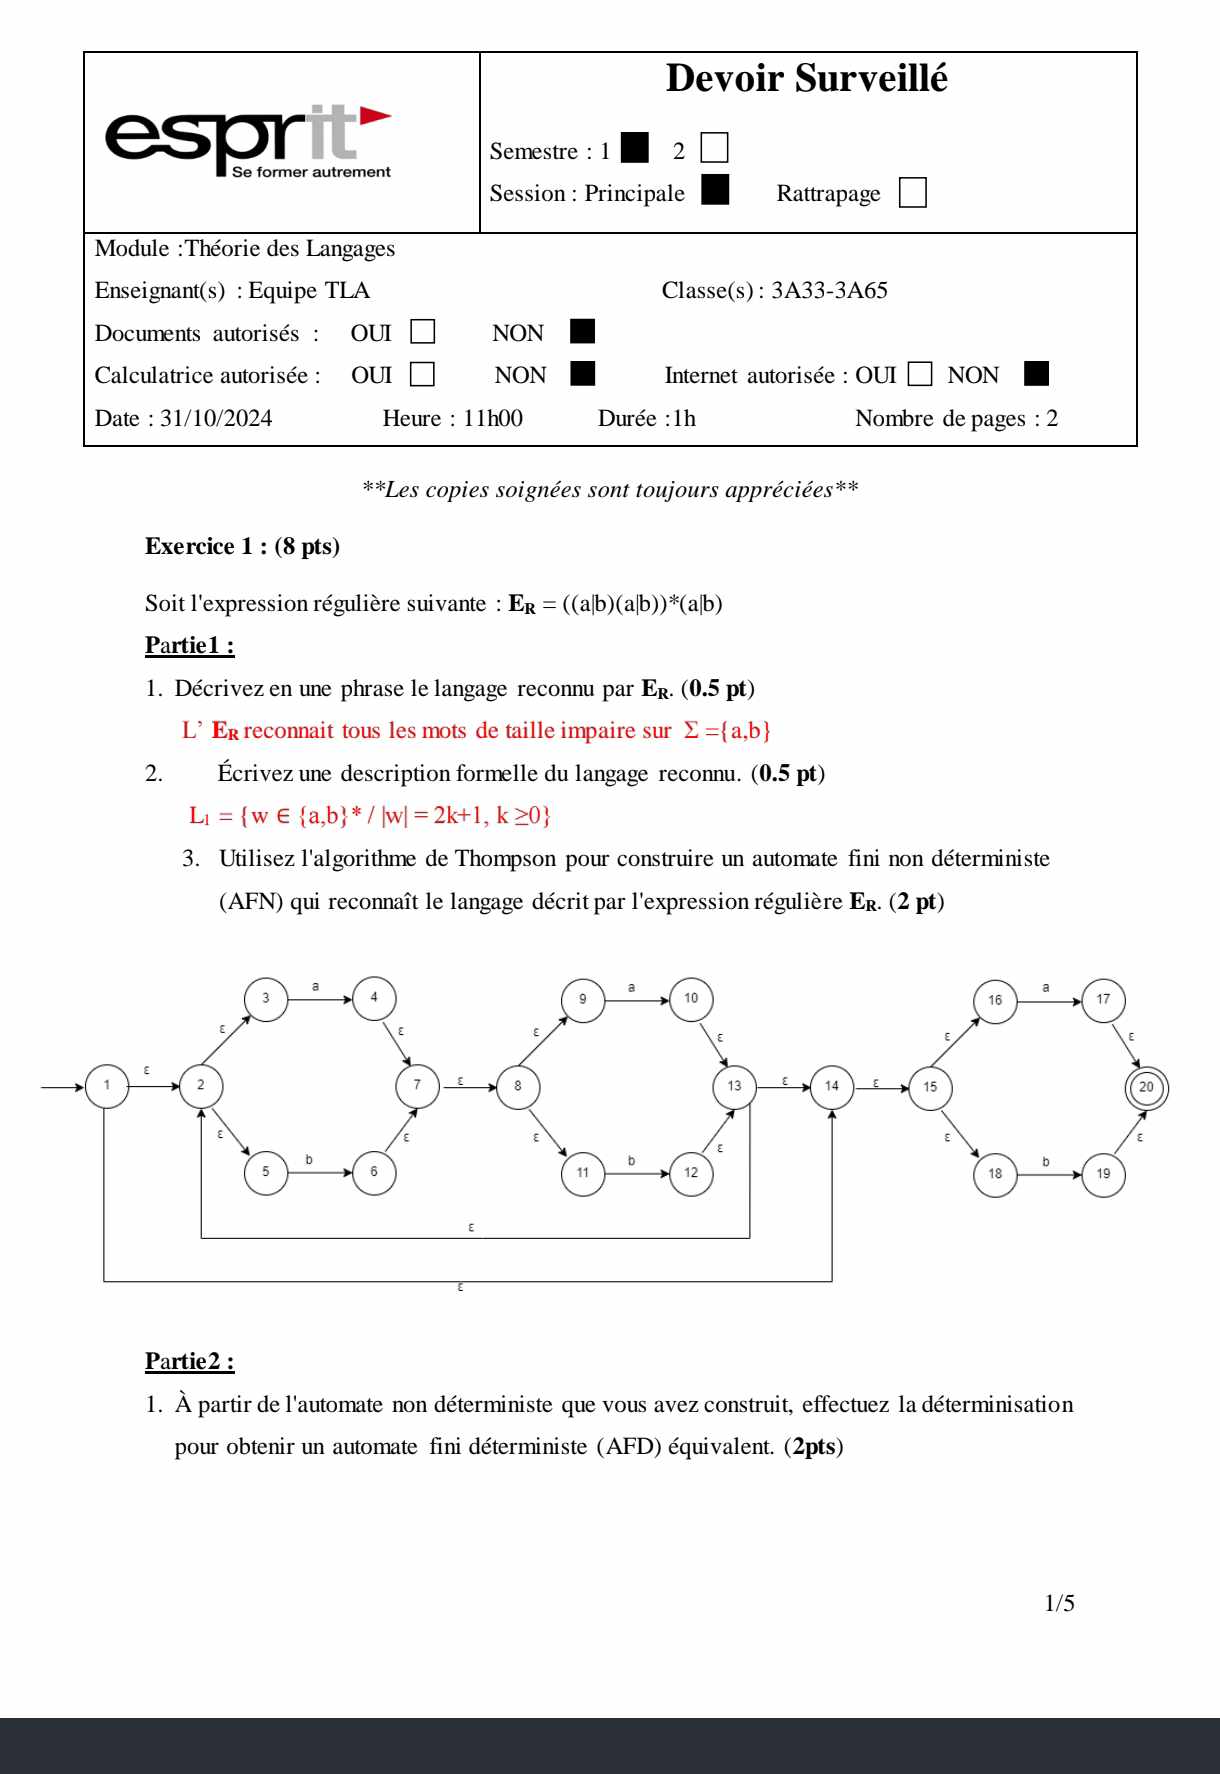 esprit
Se former autrement
Devoir Surveillé
Semestre : 1 2
Session : Principale Rattrapage
Module :Théorie des Langages
Enseignant(s) : Equipe TLA Classe(s) : 3A33-3A65
Documents autorisés : OUI NON
Calculatrice autorisée : OUI NON Internet autorisée : OUI NON
Date : 31/10/2024 Heure : 11h00 Durée :1h Nombre de pages : 2
**Les copies soignées sont toujours appréciées**
Exercice 1 : (8 pts)
Soit l'expression régulière suivante : E_R = ((a|b)(a|b))*(a|b)
Partie1 :
1. Décrivez en une phrase le langage reconnu par E_R. (0.5 pt)
L’ E_R reconnait tous les mots de taille impaire sur Σ ={a,b}
2. Écrivez une description formelle du langage reconnu. (0.5 pt)
L₁ = {w ∈ {a,b}* / |w| = 2k+1, k ≥0}
3. Utilisez l'algorithme de Thompson pour construire un automate fini non déterministe
(AFN) qui reconnaît le langage décrit par l'expression régulière E_R. (2 pt)
3 a 4 9 a 10 16 a 17
ε ε ε ε ε ε
1 ε 2 7 ε 8 13 ε 14 ε 15 20
ε ε ε ε ε ε
5 b 6 11 b 12 18 b 19
ε
ε
Partie2 :
1. À partir de l'automate non déterministe que vous avez construit, effectuez la déterminisation
pour obtenir un automate fini déterministe (AFD) équivalent. (2pts)
1/5